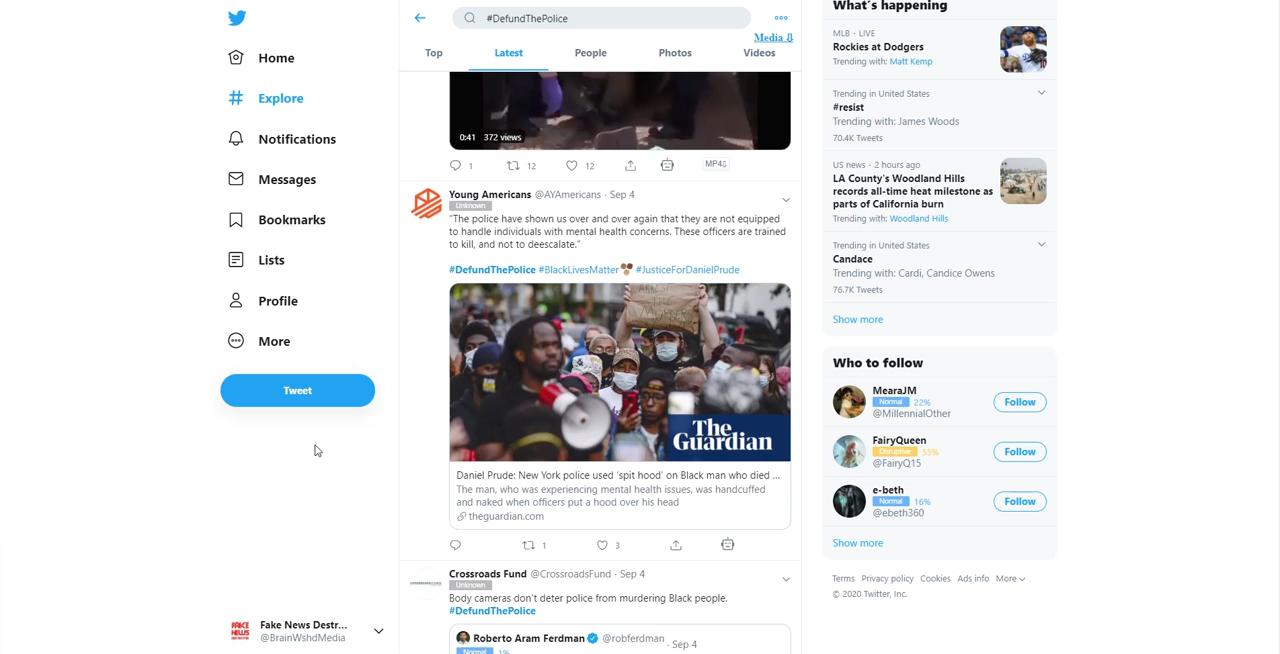 Home
Explore
Notifications
Messages
Bookmarks
Lists
Profile
More
Tweet
Fake News Destr...
@BrainWshdMedia
FAKE
NEWS
#DefundThePolice
Media ⇩
Top Latest People Photos Videos
0:41 372 views
1 12 12 MP4⇩
Young Americans @AYAmericans · Sep 4
Unknown
"The police have shown us over and over again that they are not equipped
to handle individuals with mental health concerns. These officers are trained
to kill, and not to deescalate."
#DefundThePolice #BlackLivesMatter #JusticeForDanielPrude
The
Guardian
Daniel Prude: New York police used 'spit hood' on Black man who died ...
The man, who was experiencing mental health issues, was handcuffed
and naked when officers put a hood over his head
theguardian.com
1 3
Crossroads Fund @CrossroadsFund · Sep 4
Unknown
Body cameras don't deter police from murdering Black people.
#DefundThePolice
Roberto Aram Ferdman @robferdman · Sep 4
Normal 1%
What's happening
MLB · LIVE
Rockies at Dodgers
Trending with: Matt Kemp
Trending in United States
#resist
Trending with: James Woods
70.4K Tweets
US news · 2 hours ago
LA County's Woodland Hills
records all-time heat milestone as
parts of California burn
Trending with: Woodland Hills
Trending in United States
Candace
Trending with: Cardi, Candice Owens
76.7K Tweets
Show more
Who to follow
MearaJM
Normal 22%
@MillennialOther
Follow
FairyQueen
Disruptive 55%
@FairyQ15
Follow
e-beth
Normal 16%
@ebeth360
Follow
Show more
Terms Privacy policy Cookies Ads info More
© 2020 Twitter, Inc.